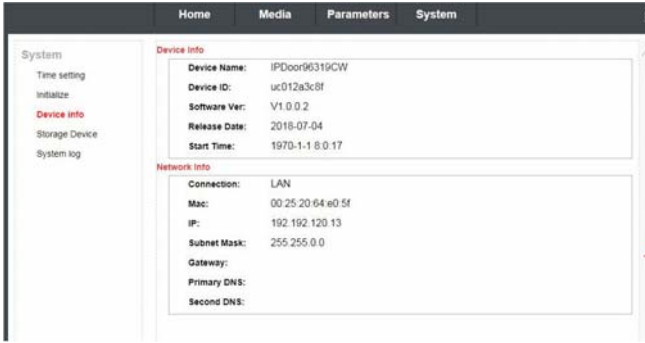 Home Media Parameters System
System
Time setting
Initialize
Device info
Storage Device
System log
Device Info
Device Name: IPDoor96319CW
Device ID: uc012a3c8f
Software Ver: V1.0.0.2
Release Date: 2018-07-04
Start Time: 1970-1-1 8:0:17
Network Info
Connection: LAN
Mac: 00:25:20:64:e0:5f
IP: 192.192.120.13
Subnet Mask: 255.255.0.0
Gateway:
Primary DNS:
Second DNS: